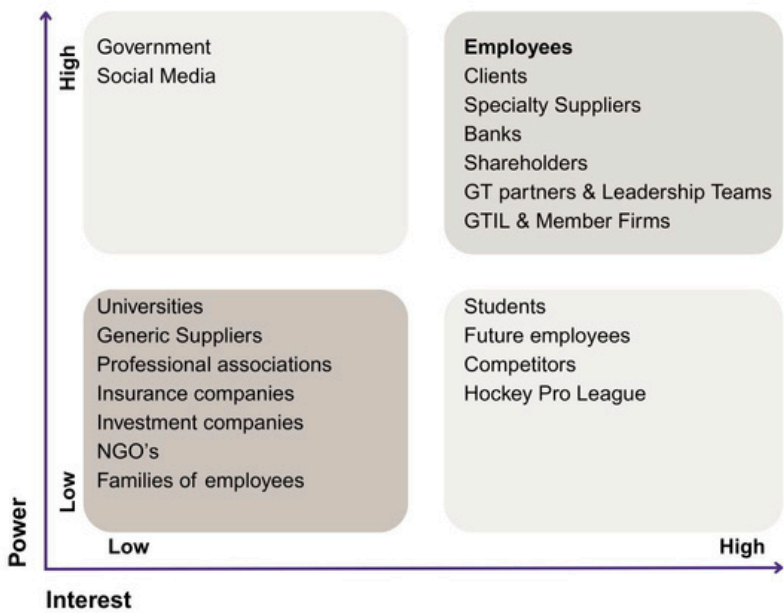 High
Government
Social Media
Employees
Clients
Specialty Suppliers
Banks
Shareholders
GT partners & Leadership Teams
GTIL & Member Firms
Universities
Generic Suppliers
Professional associations
Insurance companies
Investment companies
NGO's
Families of employees
Students
Future employees
Competitors
Hockey Pro League
Low
Power
Low
High
Interest